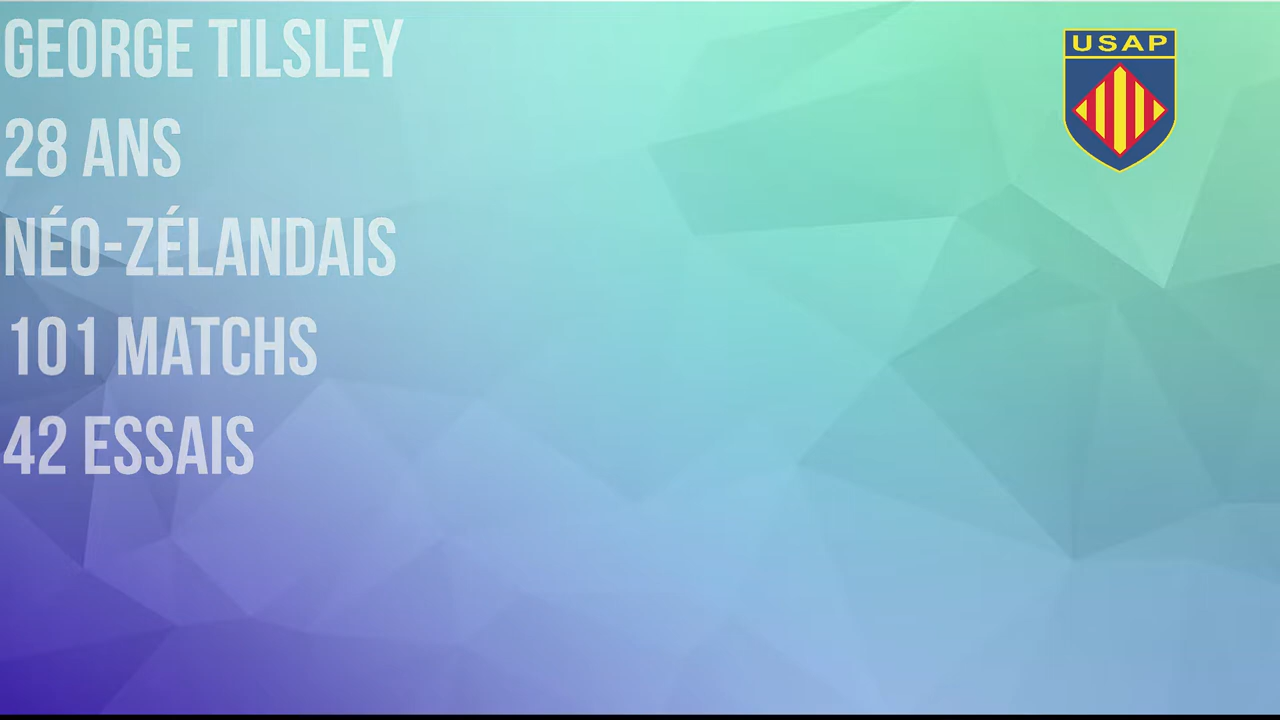 GEORGE TILSLEY
USAP
28 ANS
NÉO-ZÉLANDAIS
101 MATCHS
42 ESSAIS